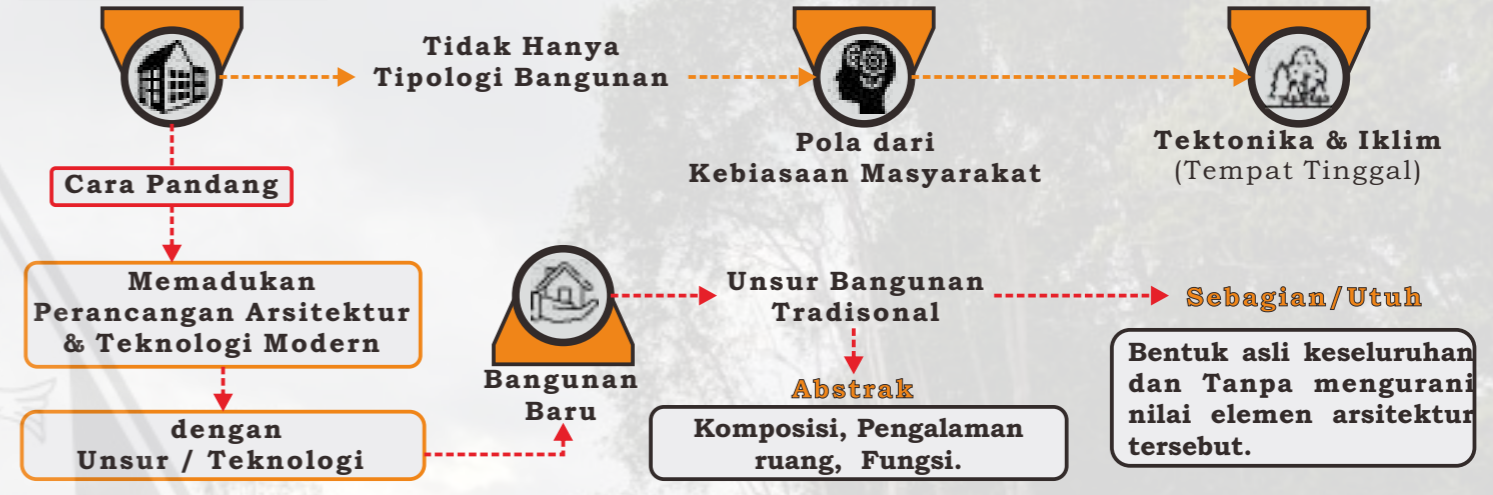 Tidak Hanya
Tipologi Bangunan
Pola dari
Kebiasaan Masyarakat
Tektonika & Iklim
(Tempat Tinggal)
Cara Pandang
Memadukan
Perancangan Arsitektur
& Teknologi Modern
dengan
Unsur / Teknologi
Bangunan
Baru
Unsur Bangunan
Tradisonal
Abstrak
Komposisi, Pengalaman
ruang, Fungsi.
Sebagian/Utuh
Bentuk asli keseluruhan
dan Tanpa mengurani
nilai elemen arsitektur
tersebut.